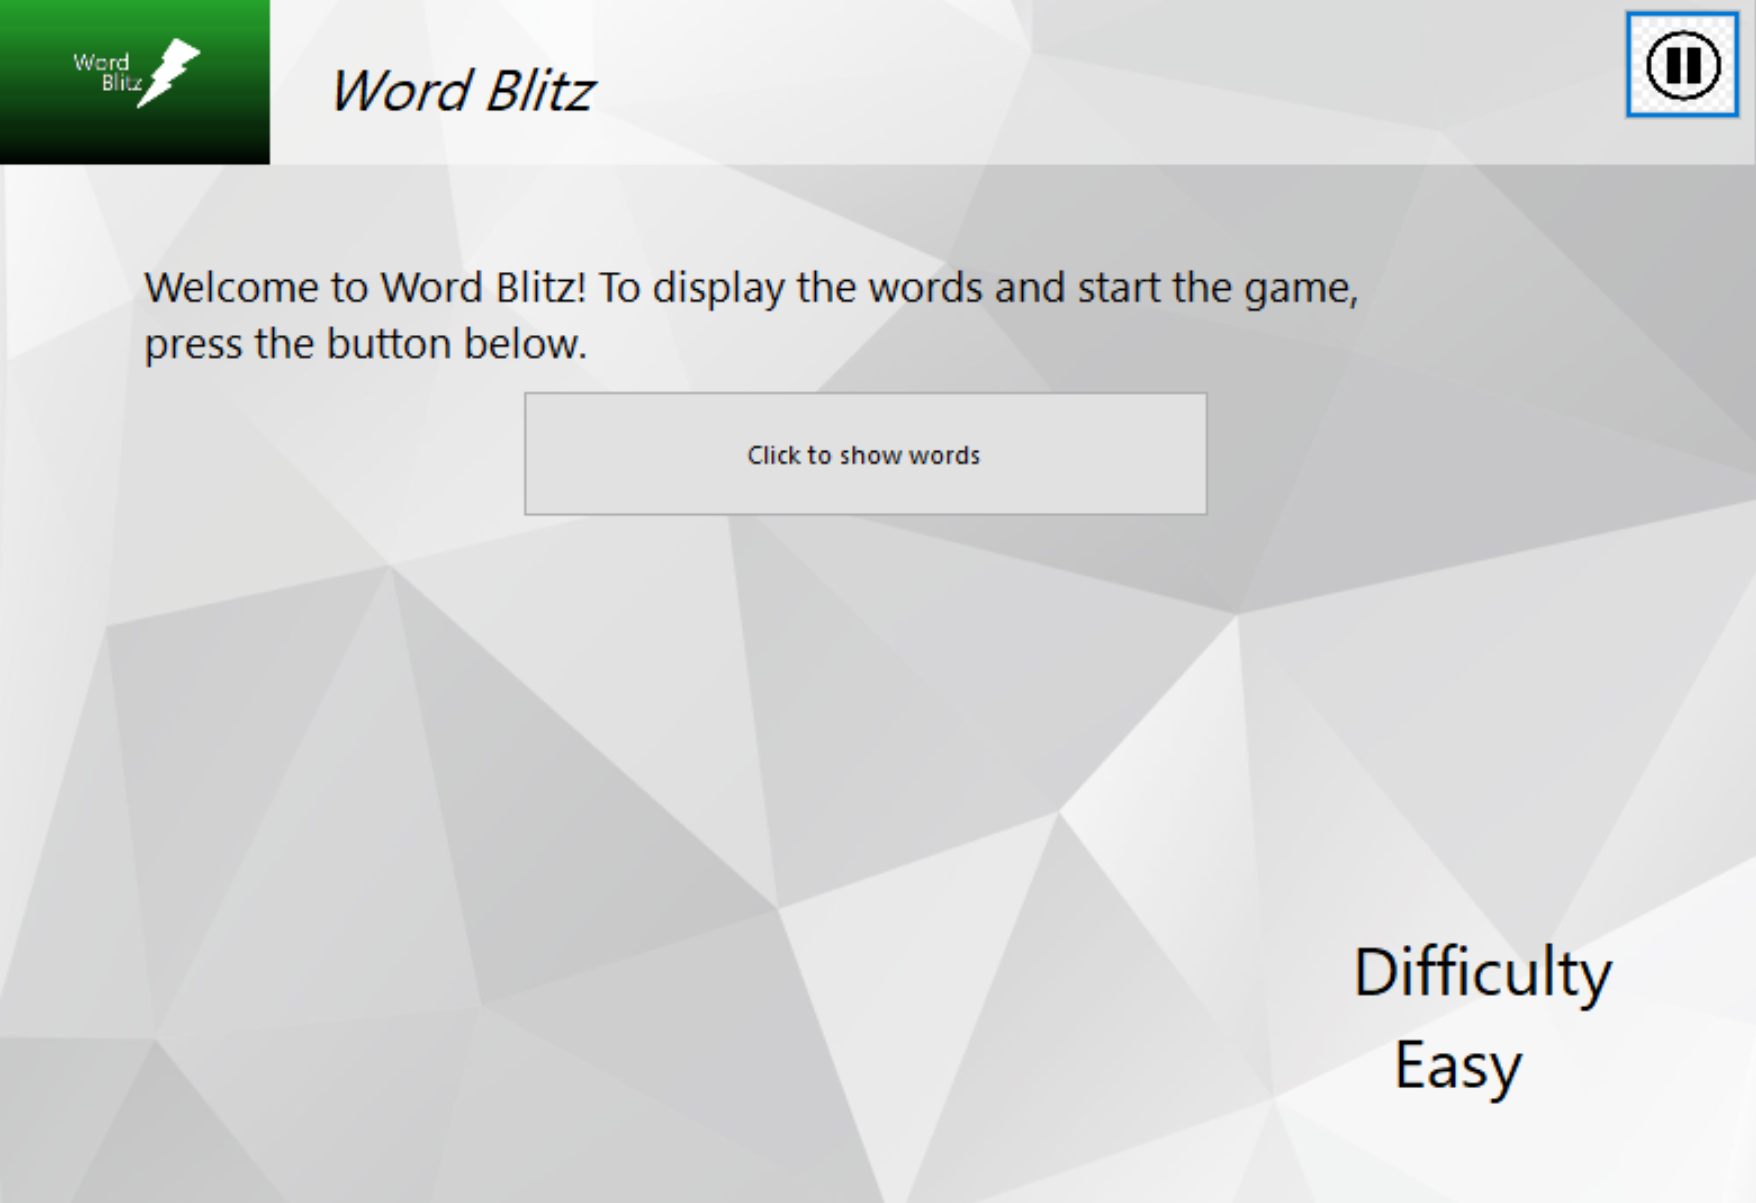 Word
Blitz
Word Blitz
Welcome to Word Blitz! To display the words and start the game,
press the button below.
Click to show words
Difficulty
Easy